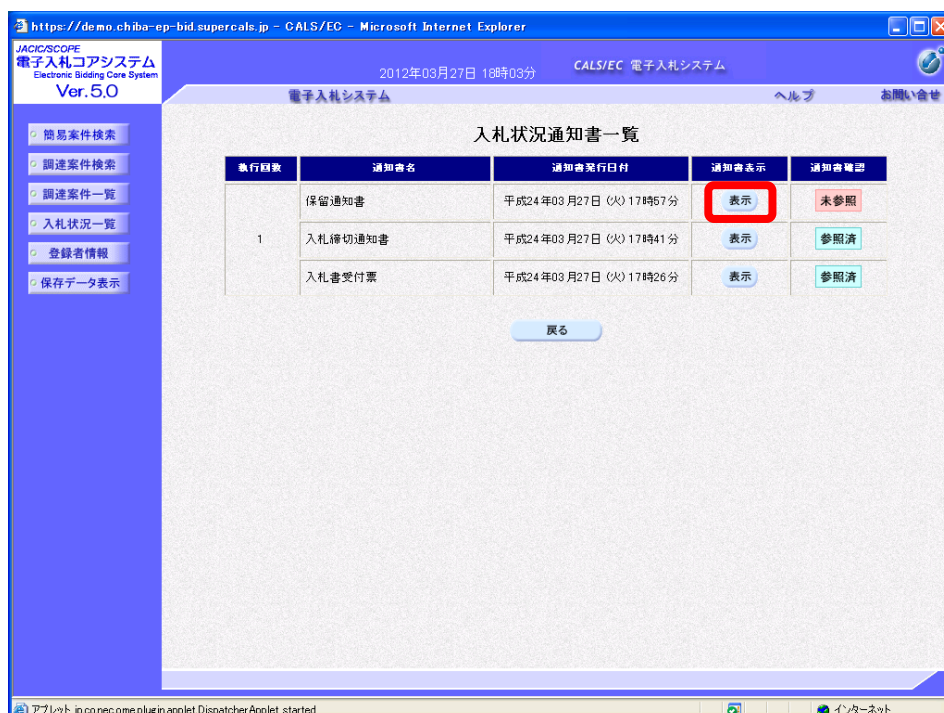 https://demo.chiba-ep-bid.supercals.jp - CALS/EC - Microsoft Internet Explorer
JACIC/SCOPE
電子入札コアシステム
Electronic Bidding Core System
Ver.5.0
2012年03月27日 18時03分
CALS/EC 電子入札システム
電子入札システム
ヘルプ
お問い合せ
簡易案件検索
調達案件検索
調達案件一覧
入札状況一覧
登録者情報
保存データ表示
入札状況通知書一覧
執行回数 通知書名 通知書発行日付 通知書表示 通知書確認
保留通知書 平成24年03月27日 (火) 17時57分 表示 未参照
1 入札締切通知書 平成24年03月27日 (火) 17時41分 表示 参照済
入札書受付票 平成24年03月27日 (火) 17時26分 表示 参照済
戻る
アプレット jp.co.nec.ome.plugin.applet.DispatcherApplet started
インターネット